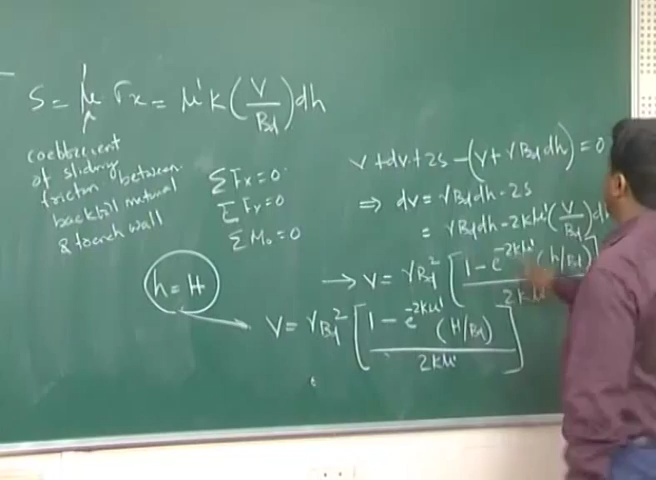 S = μ' σx = μ' K (V/Bd) dh
coefficient
of sliding
friction between
backfill material
& trench wall
ΣFx = 0
ΣFy = 0
ΣMo = 0
h = H
V + dv + 2s - (V + γBd dh) = 0
⇒ dv = γBd dh - 2s
= γBd dh - 2Kμ' (V/Bd) dh
→ V = γBd² [1 - e^-2Kμ' (h/Bd) / 2Kμ']
V = γBd² [1 - e^-2Kμ' (H/Bd) / 2Kμ']